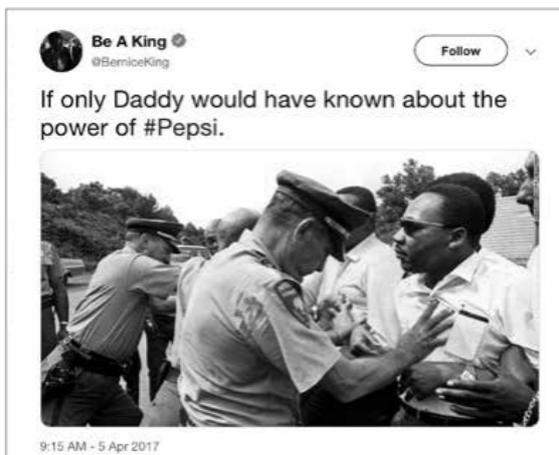 Be A King
@BerniceKing
Follow
If only Daddy would have known about the
power of #Pepsi.
9:15 AM - 5 Apr 2017